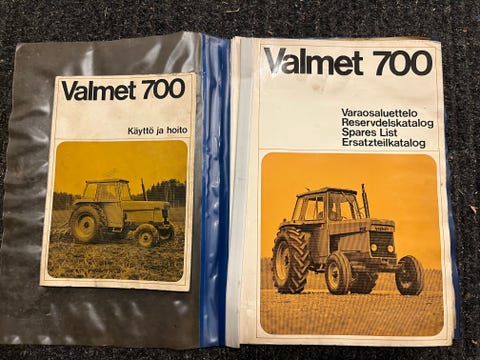 Valmet 700
Käyttö ja hoito
Valmet 700
Varaosaluettelo
Reservdelskatalog
Spares List
Ersatzteilkatalog